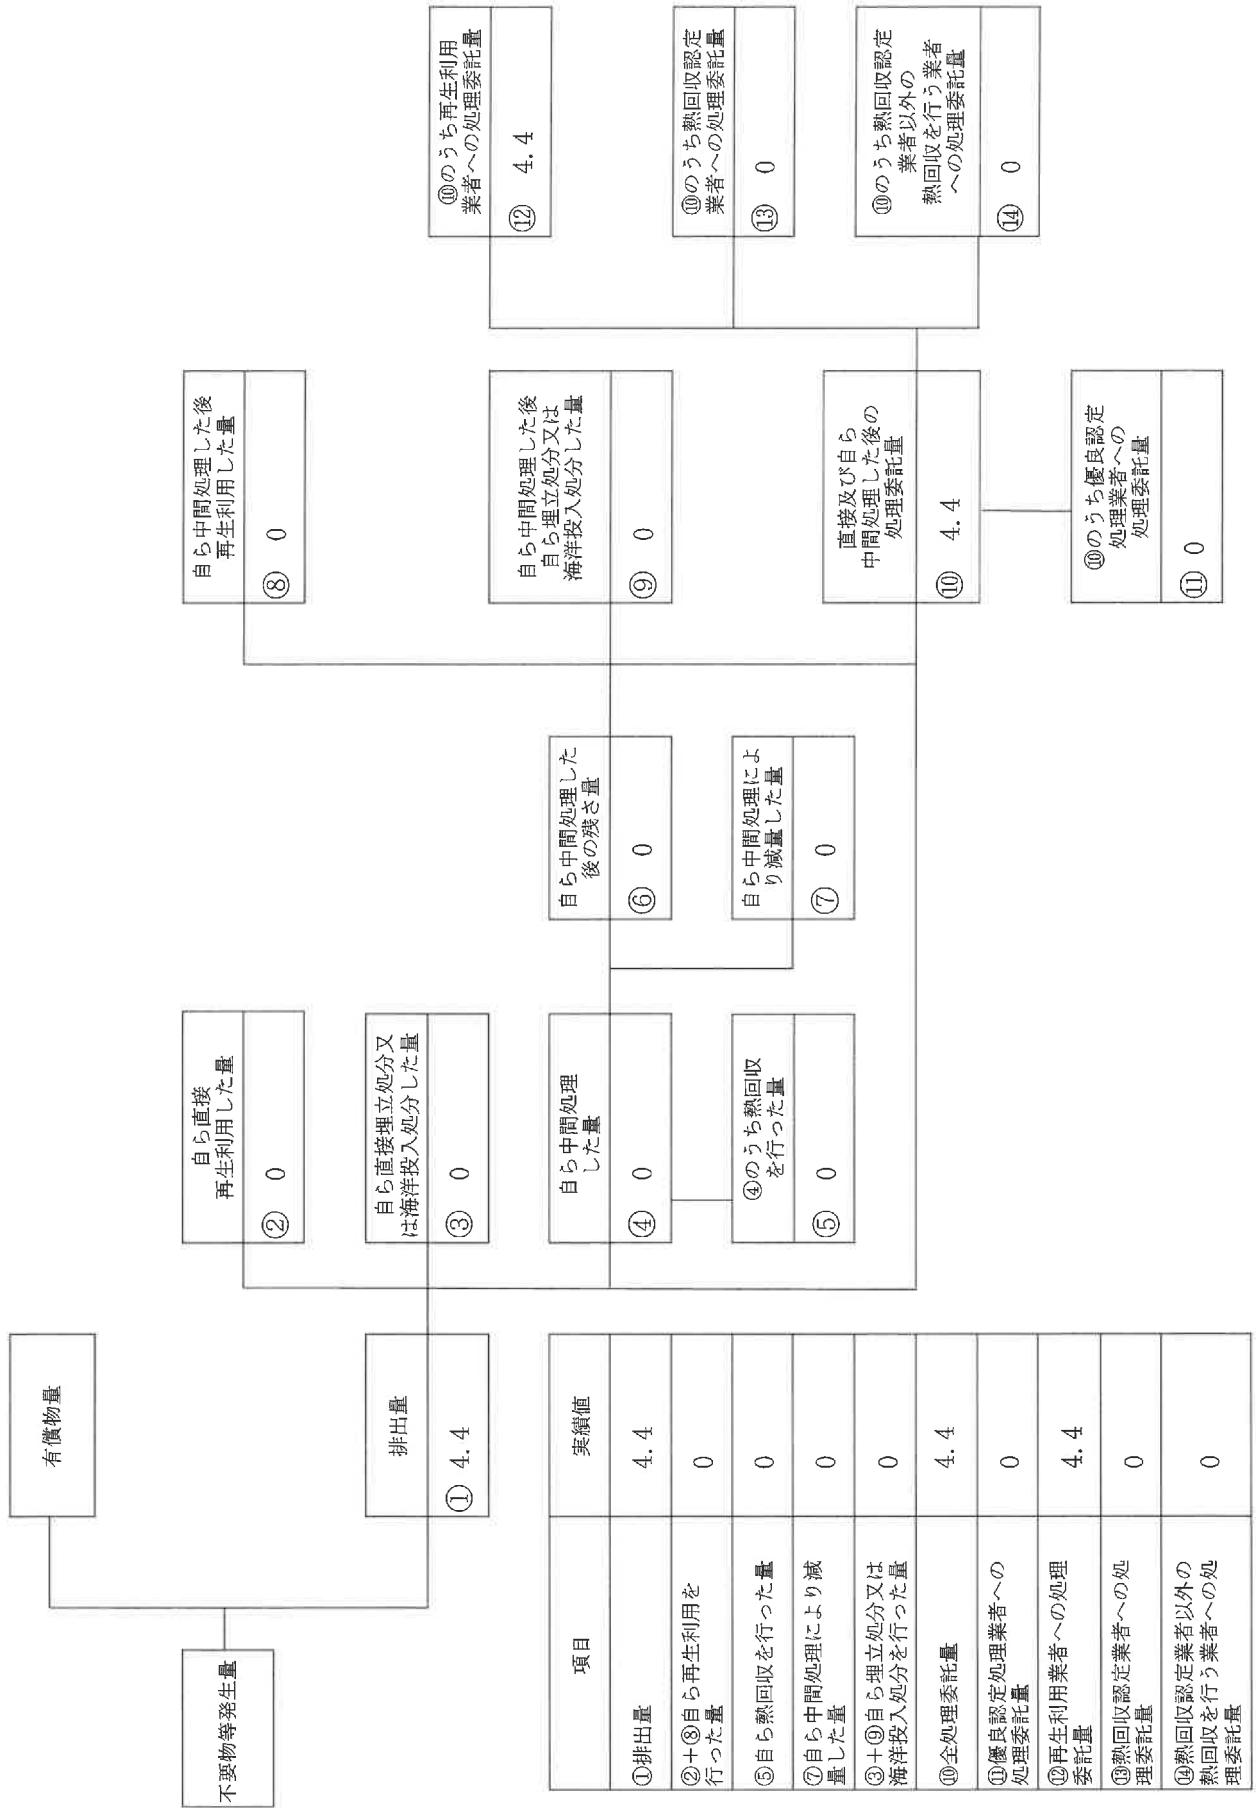 不要物等発生量
有償物量
排出量
① 4.4
自ら直接
再生利用した量
② 0
自ら直接埋立処分又
は海洋投入処分した量
③ 0
自ら中間処理
した量
④ 0
④のうち熱回収
を行った量
⑤ 0
自ら中間処理した
後の残さ量
⑥ 0
自ら中間処理によ
り減量した量
⑦ 0
自ら中間処理した後
再生利用した量
⑧ 0
自ら中間処理した後
自ら埋立処分又は
海洋投入処分した量
⑨ 0
直接及び自ら
中間処理した後の
処理委託量
⑩ 4.4
⑩のうち優良認定
処理業者への
処理委託量
⑪ 0
⑩のうち再生利用
業者への処理委託量
⑫ 4.4
⑩のうち熱回収認定
業者への処理委託量
⑬ 0
⑩のうち熱回収認定
業者以外の
熱回収を行う業者
への処理委託量
⑭ 0
項目 実績値
①排出量 4.4
②+⑧自ら再生利用を
行った量 0
⑤自ら熱回収を行った量 0
⑦自ら中間処理により減
量した量 0
③+⑨自ら埋立処分又は
海洋投入処分を行った量 0
⑩全処理委託量 4.4
⑪優良認定処理業者への
処理委託量 0
⑫再生利用業者への処理
委託量 4.4
⑬熱回収認定業者への処
理委託量 0
⑭熱回収認定業者以外の
熱回収を行う業者への処
理委託量 0